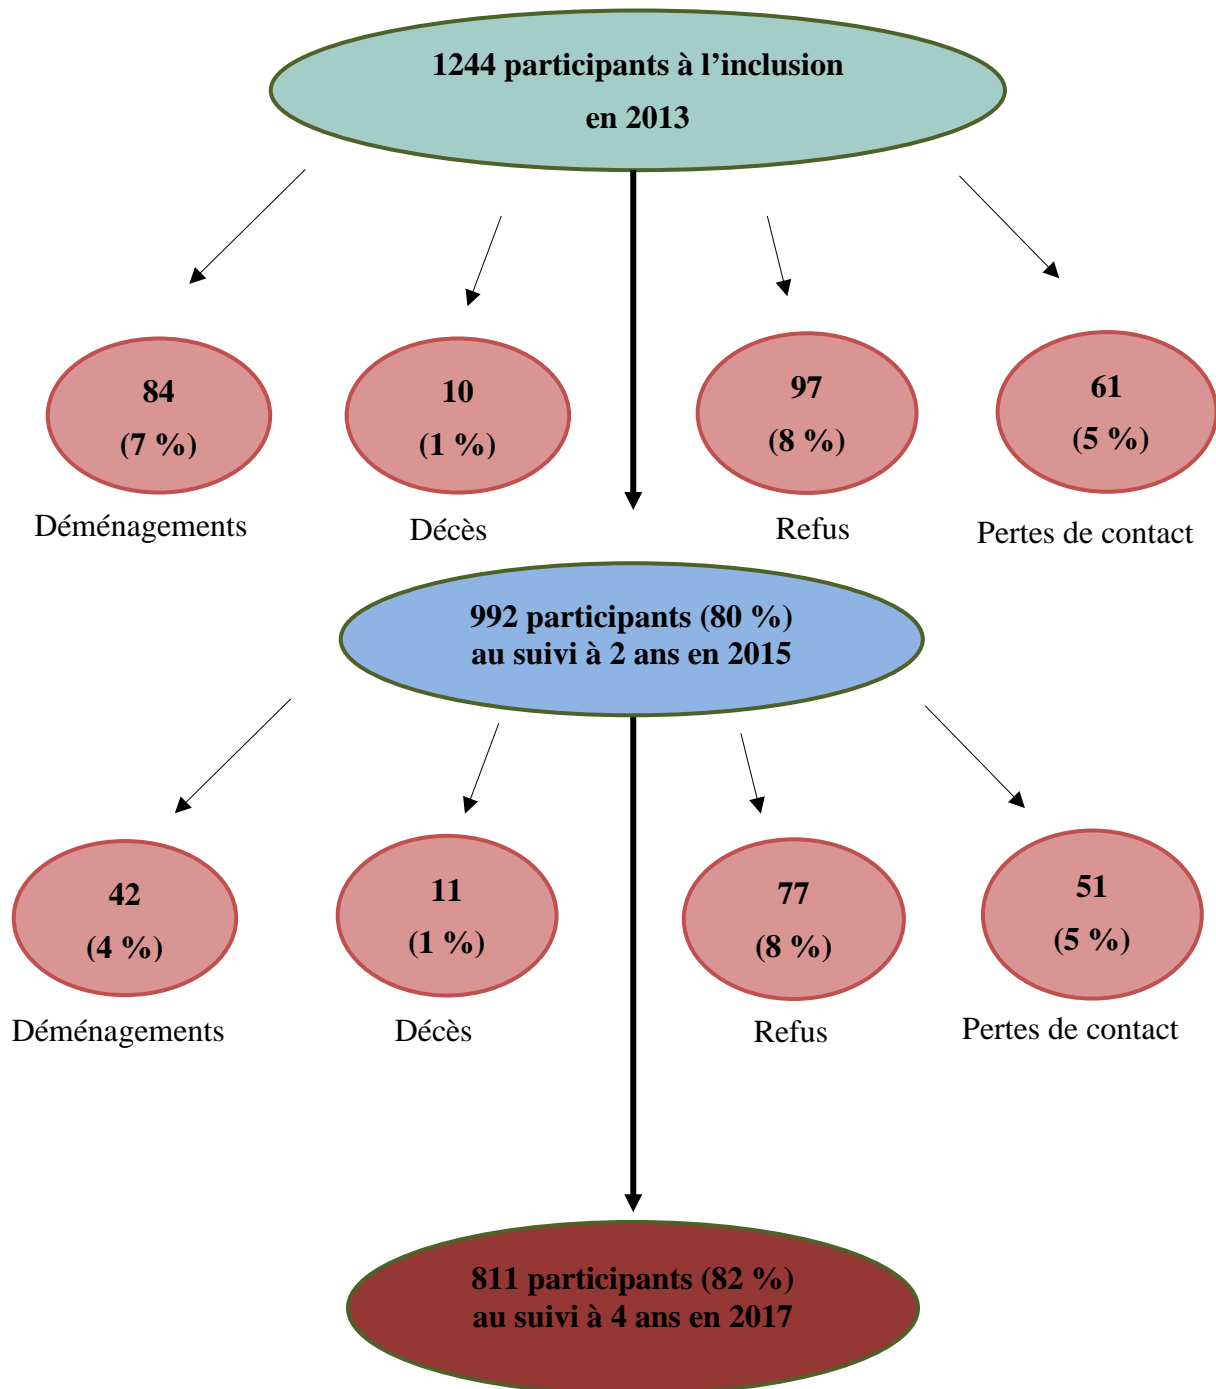 1244 participants à l’inclusion
en 2013
84
(7 %)
10
(1 %)
97
(8 %)
61
(5 %)
Déménagements
Décès
Refus
Pertes de contact
992 participants (80 %)
au suivi à 2 ans en 2015
42
(4 %)
11
(1 %)
77
(8 %)
51
(5 %)
Déménagements
Décès
Refus
Pertes de contact
811 participants (82 %)
au suivi à 4 ans en 2017